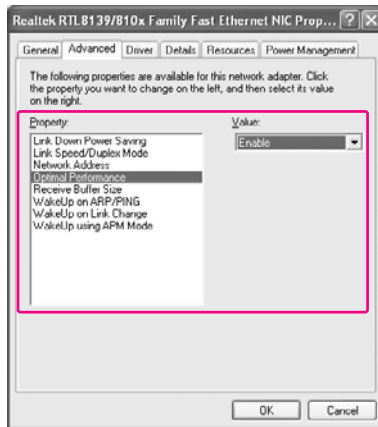 Realtek RTL8139/810x Family Fast Ethernet NIC Prop...
General Advanced Driver Details Resources Power Management
The following properties are available for this network adapter. Click
the property you want to change on the left, and then select its value
on the right.
Property:
Link Down Power Saving
Link Speed/Duplex Mode
Network Address
Optimal Performance
Receive Buffer Size
WakeUp on ARP/PING
WakeUp on Link Change
WakeUp using APM Mode
Value:
Enable
OK Cancel